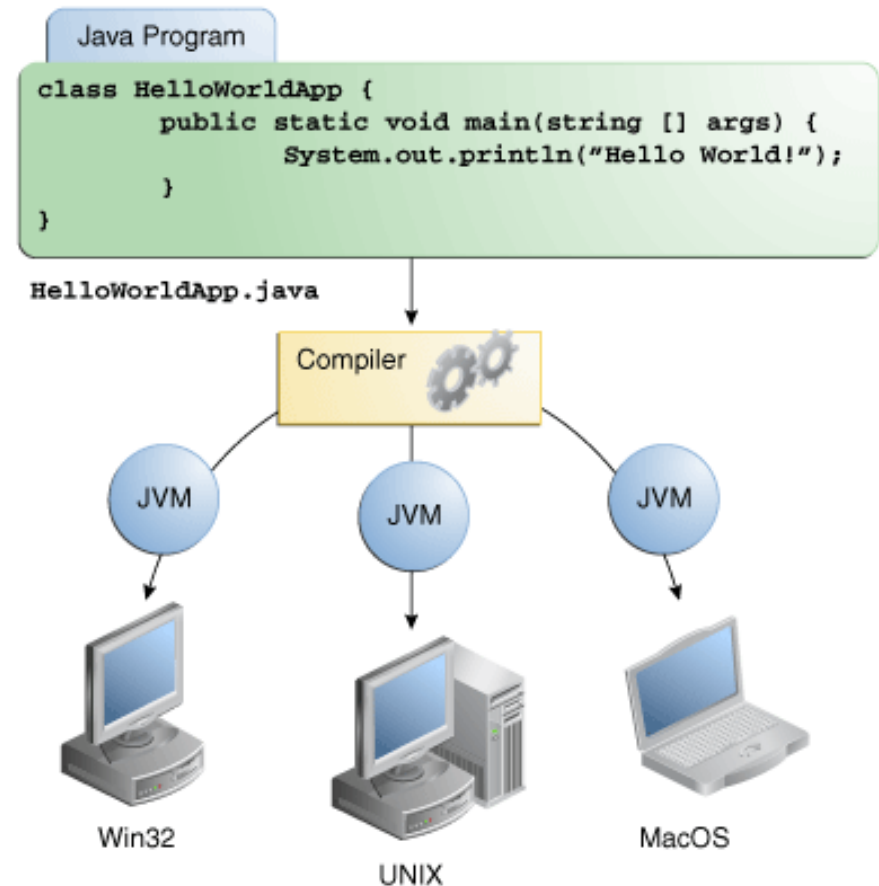 Java Program
class HelloWorldApp {
public static void main(string [] args) {
System.out.println(”Hello World!”);
}
}
HelloWorldApp.java
Compiler
JVM
JVM
JVM
Win32
UNIX
MacOS